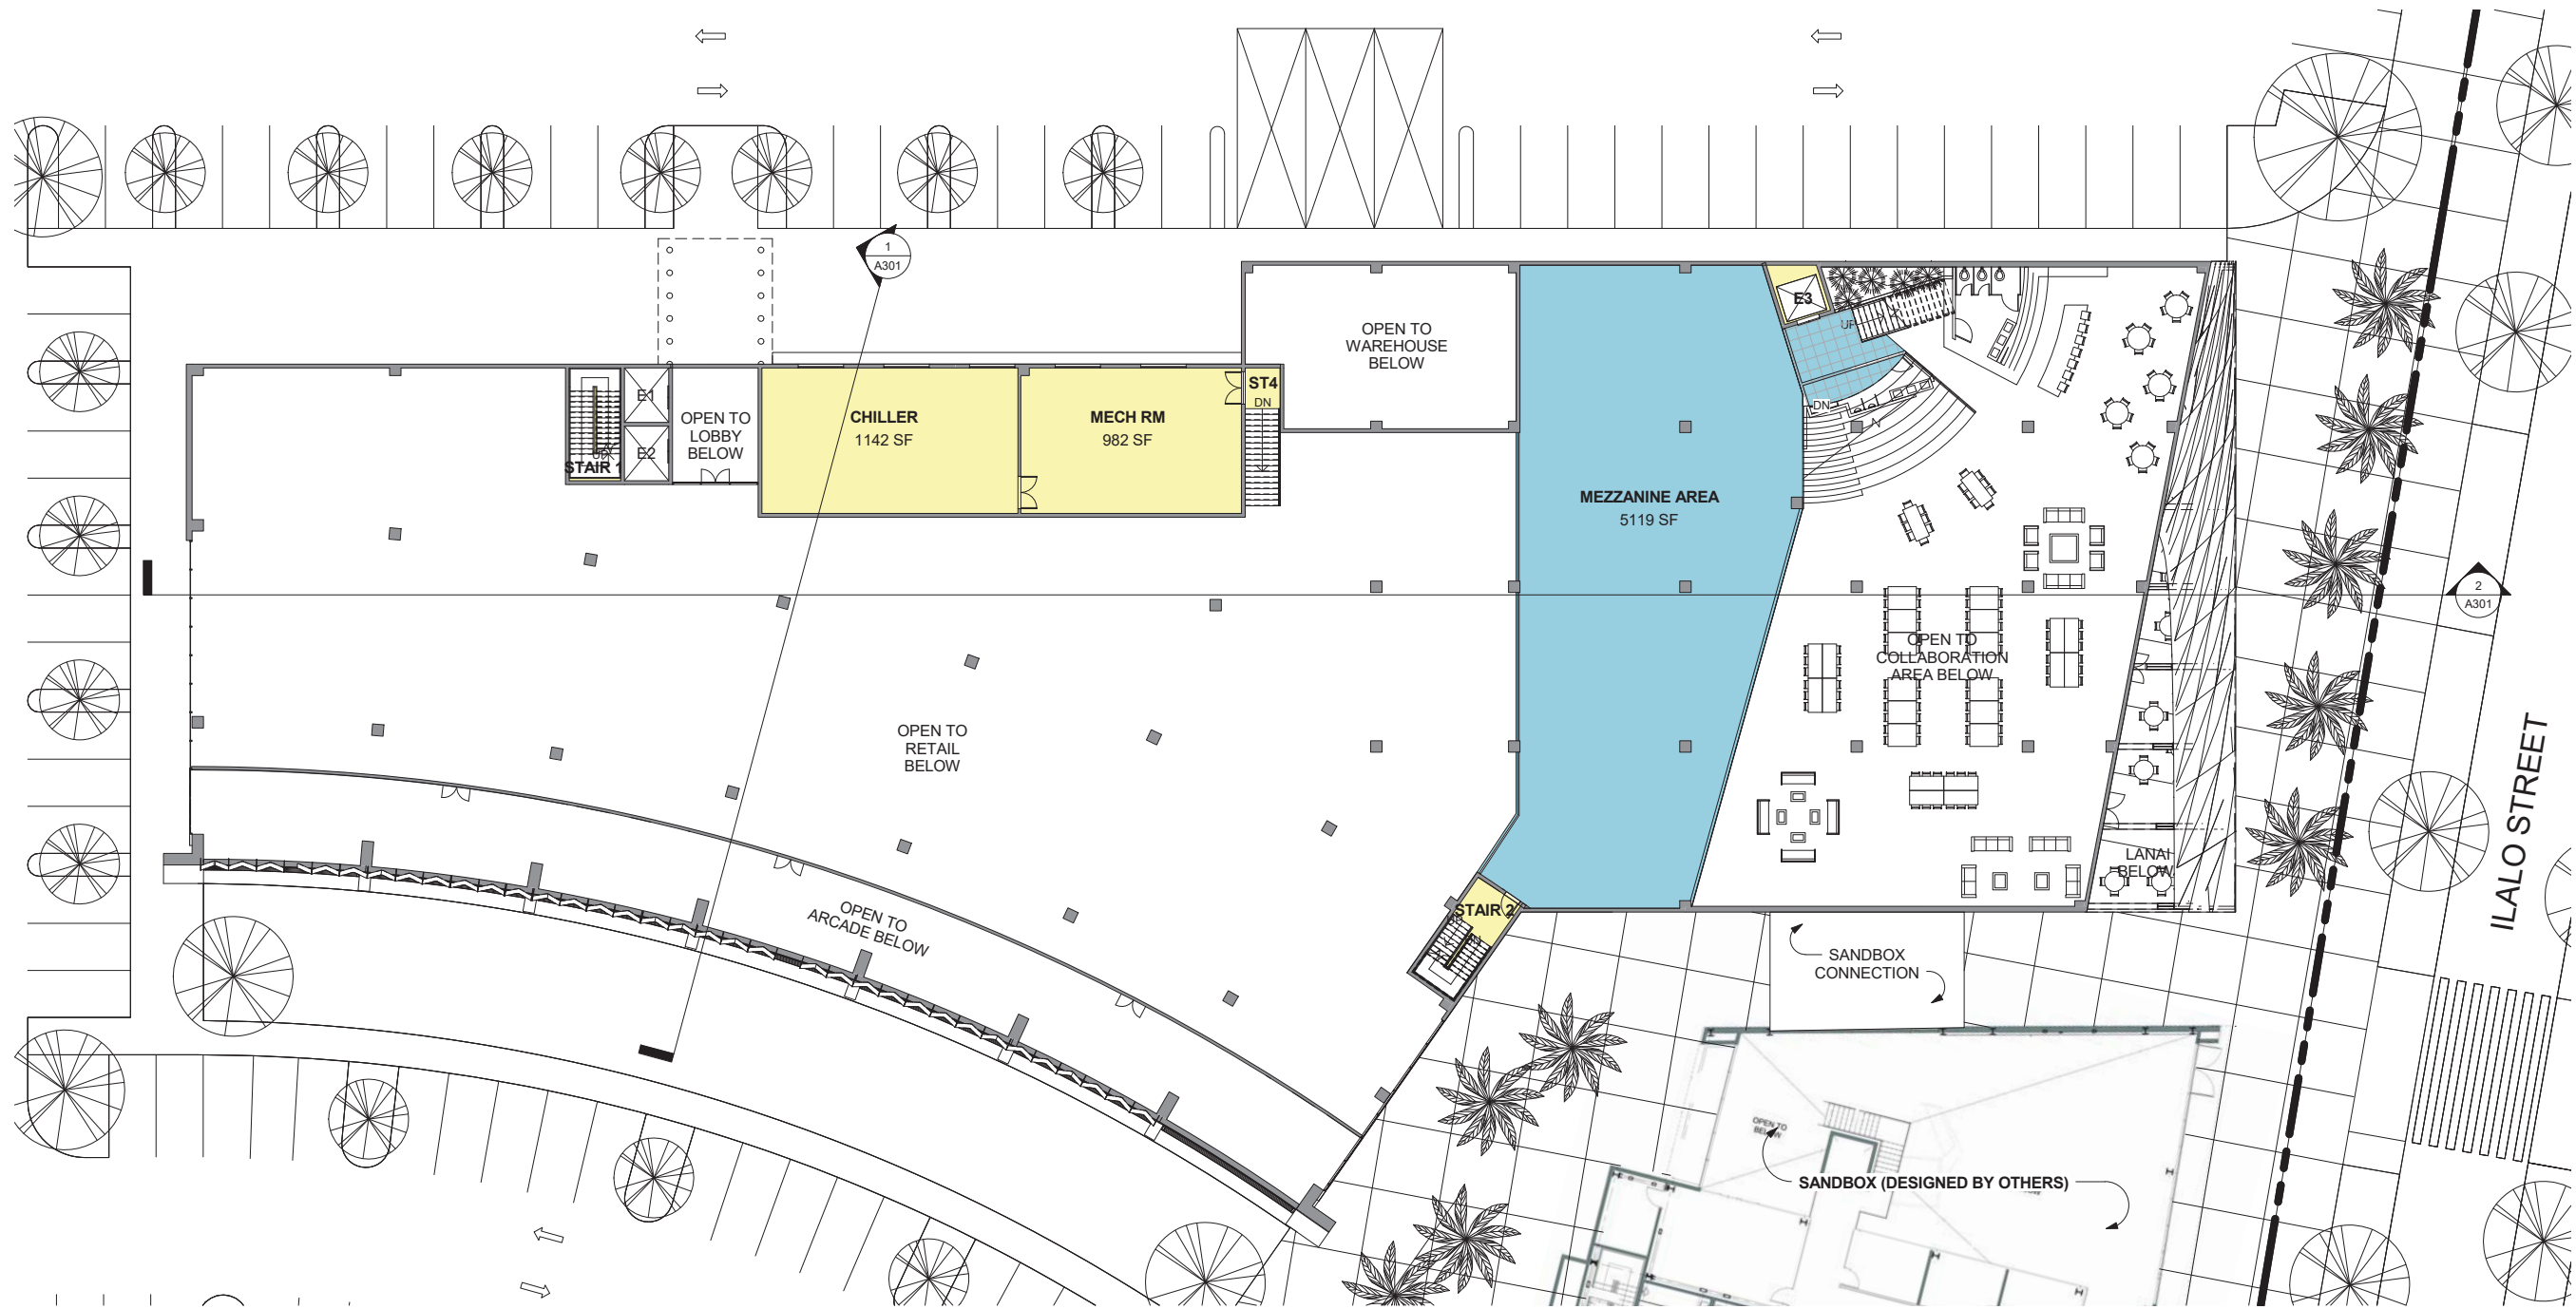 1
A301
E3
UP
OPEN TO
WAREHOUSE
BELOW
E1
OPEN TO
LOBBY
BELOW
CHILLER
1142 SF
MECH RM
982 SF
ST4
DN
DN
E2
UP
STAIR 1
MEZZANINE AREA
5119 SF
2
A301
OPEN TO
COLLABORATION
AREA BELOW
OPEN TO
RETAIL
BELOW
ILALO STREET
LANAI
BELOW
OPEN TO
ARCADE BELOW
STAIR 2
SANDBOX
CONNECTION
OPEN TO
BELOW
SANDBOX (DESIGNED BY OTHERS)